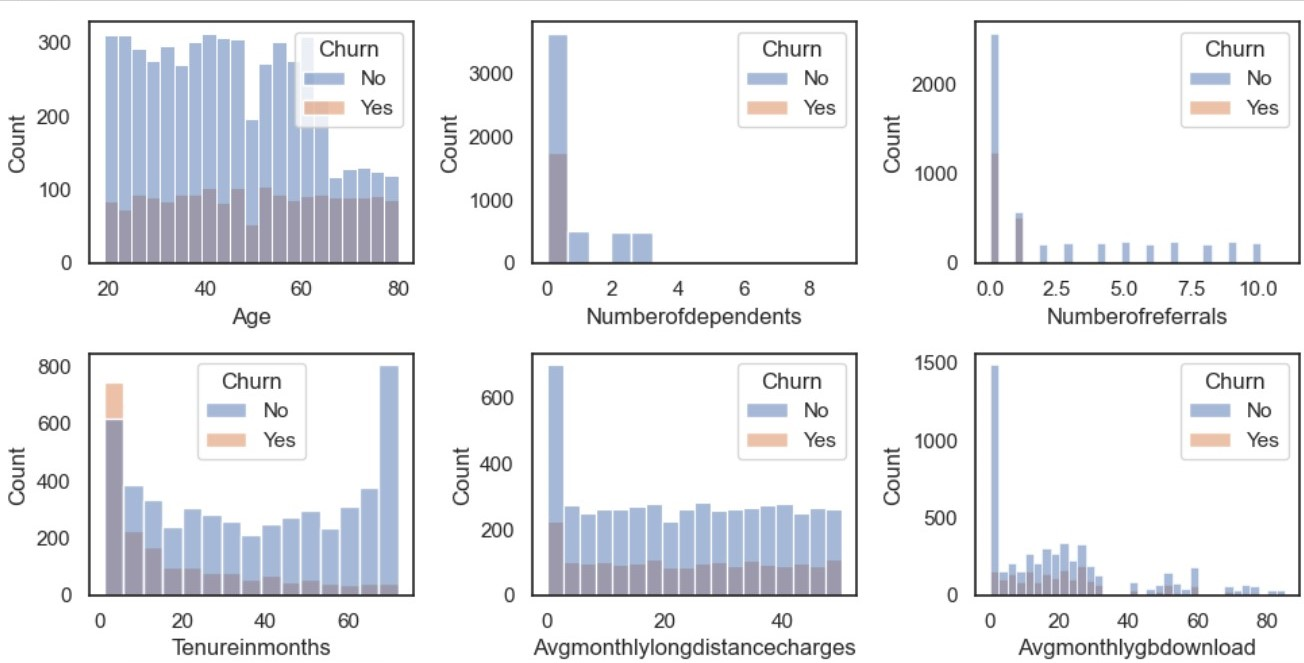 Count
300
200
100
0
20
40
60
80
Age
Churn
No
Yes
Count
3000
2000
1000
0
0
2
4
6
8
Numberofdependents
Churn
No
Yes
Count
2000
1000
0
0.0
2.5
5.0
7.5
10.0
Numberofreferrals
Churn
No
Yes
Count
800
600
400
200
0
0
20
40
60
Tenureinmonths
Churn
No
Yes
Count
600
400
200
0
0
20
40
Avgmonthlylongdistancecharges
Churn
No
Yes
Count
1500
1000
500
0
0
20
40
60
80
Avgmonthlygbdownload
Churn
No
Yes